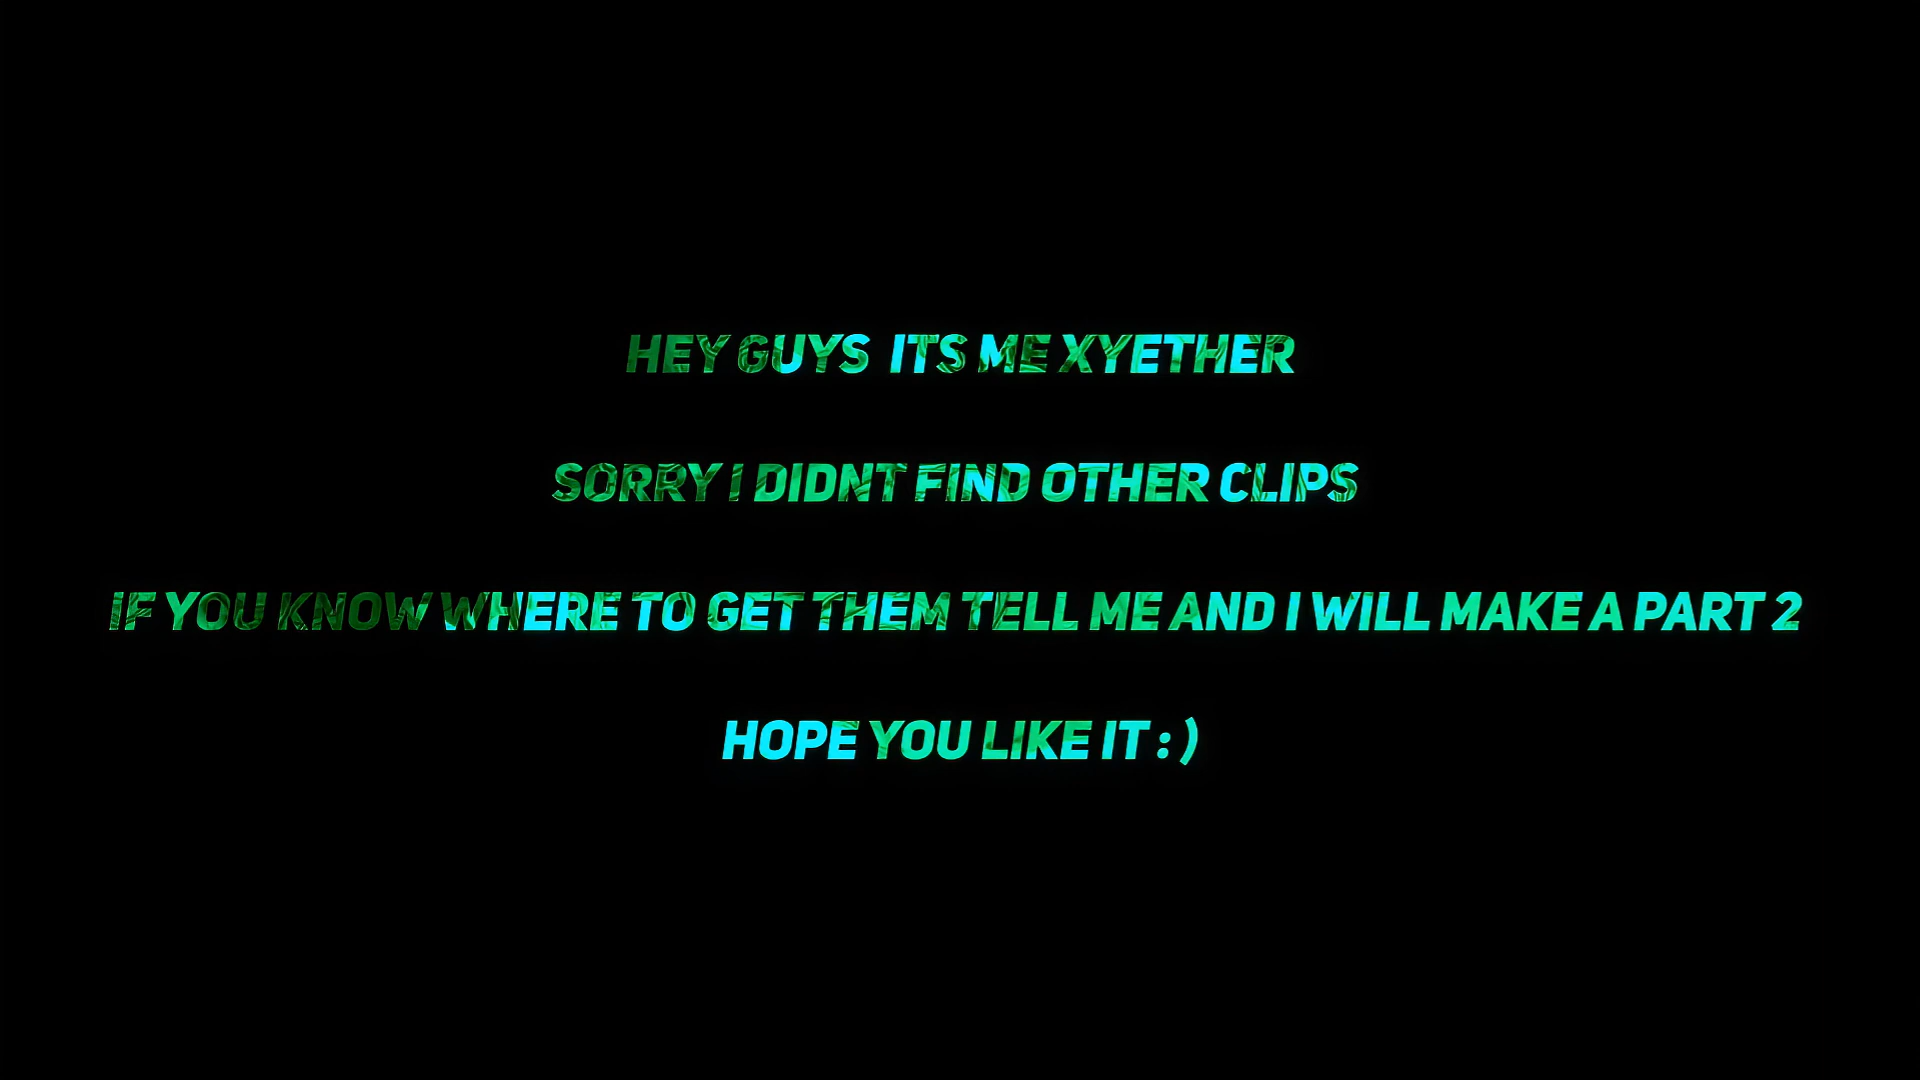 HEY GUYS  ITS ME XYETHER
SORRY I DIDNT FIND OTHER CLIPS
IF YOU KNOW WHERE TO GET THEM TELL ME AND I WILL MAKE A PART 2
HOPE YOU LIKE IT : )